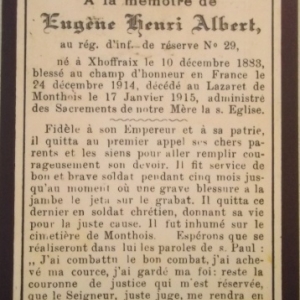 A la mémoire de
Eugène Henri Albert,
au rég. d'inf. de réserve No 29,
né à Xhoffraix le 10 décembre 1883,
blessé au champ d'honneur en France le
24 décembre 1914, décédé au Lazaret de
Monthois le 17 Janvier 1915, administré
des Sacrements de notre Mère la s. Eglise.
Fidèle à son Empereur et à sa patrie,
il quitta au premier appel ses chers pa-
rents et les siens pour aller remplir cou-
rageusement son devoir. Il fit service de
bon et brave soldat pendant cinq mois jus-
qu'au moment où une grave blessure a la
jambe le jeta sur le grabat. Il quitta ce
dernier en soldat chrétien, donnant sa vie
pour la juste cause. Il fut inhumé sur le
cimetière de Monthois. Espérons que se
réaliseront dans lui les paroles de s. Paul:
„J'ai combattu le bon combat, j'ai ache-
vé ma cource, j'ai gardé ma foi: reste la
couronne de justice qui m'est réservée,
que le Seigneur, juste juge, me rendra en